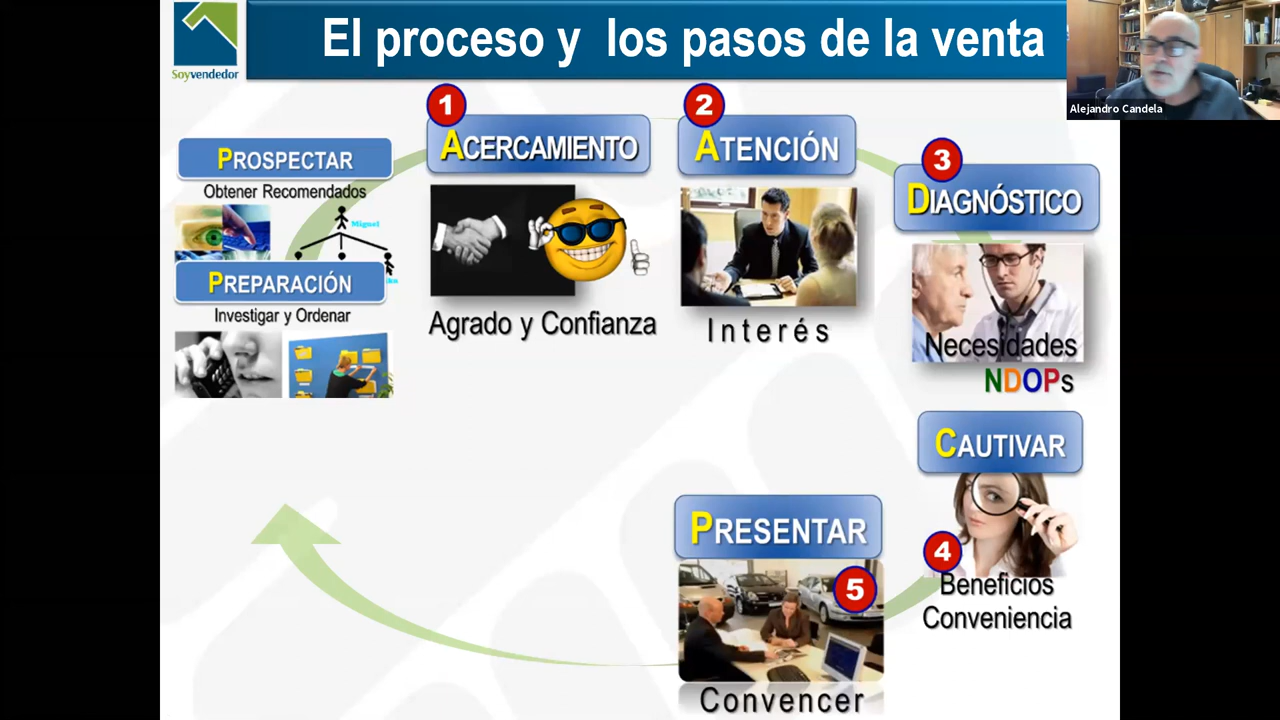 El proceso y los pasos de la venta
Soyvendedor
Alejandro Candela
PROSPECTAR
Obtener Recomendados
Miguel
PREPARACIÓN
Investigar y Ordenar
1
ACERCAMIENTO
Agrado y Confianza
2
ATENCIÓN
Interés
3
DIAGNÓSTICO
Necesidades
NDOPs
CAUTIVAR
4
Beneficios
Conveniencia
PRESENTAR
5
Convencer